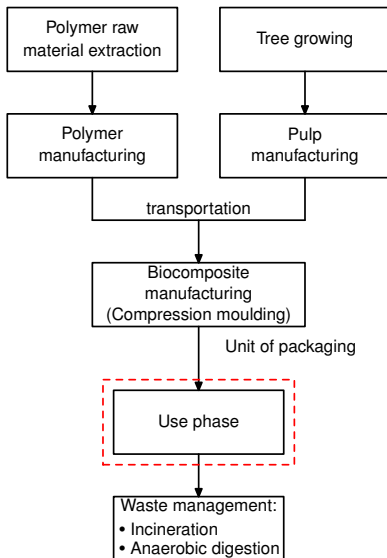 Polymer raw
material extraction
Tree growing
Polymer
manufacturing
Pulp
manufacturing
transportation
Biocomposite
manufacturing
(Compression moulding)
Unit of packaging
Use phase
Waste management:
• Incineration
• Anaerobic digestion